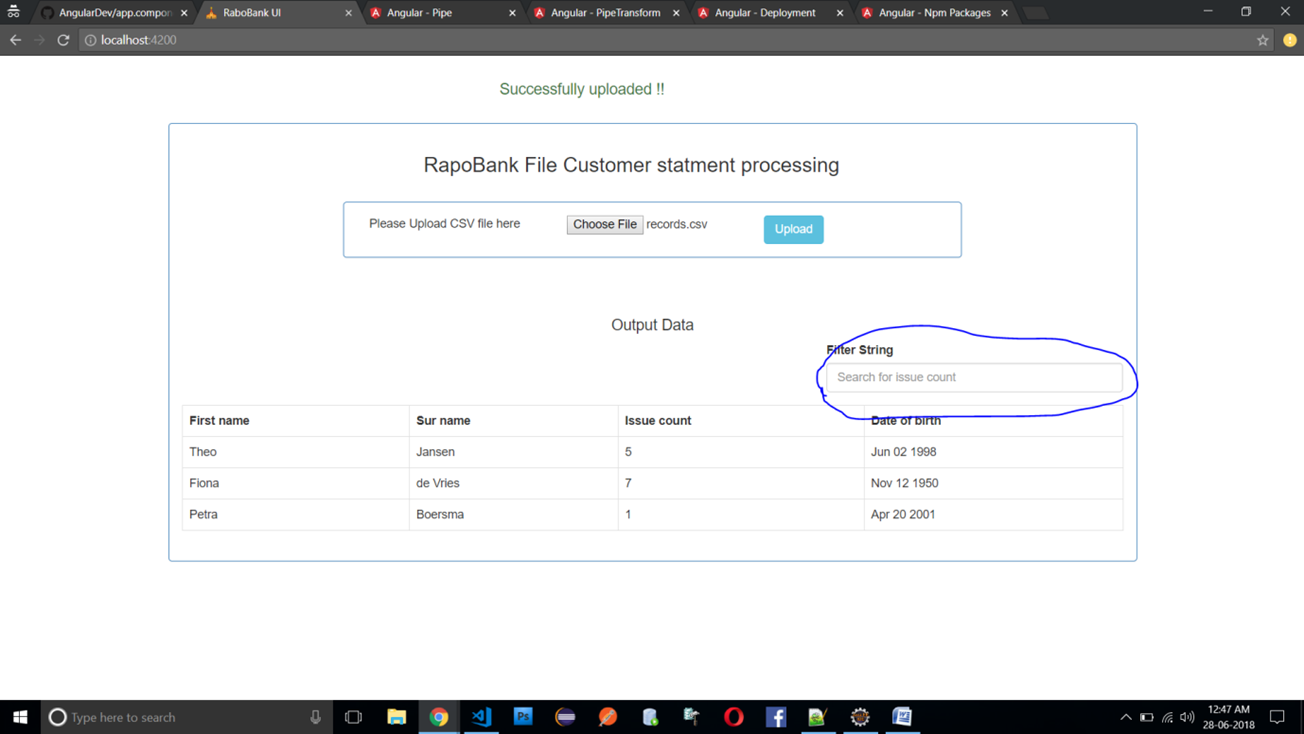 AngularDev/app.compon
RaboBank UI
Angular - Pipe
Angular - PipeTransform
Angular - Deployment
Angular - Npm Packages
localhost:4200
Successfully uploaded !!
RapoBank File Customer statment processing
Please Upload CSV file here Choose File records.csv Upload
Output Data
Filter String
Search for issue count
First name Sur name Issue count Date of birth
Theo Jansen 5 Jun 02 1998
Fiona de Vries 7 Nov 12 1950
Petra Boersma 1 Apr 20 2001
Type here to search
Ps
12:47 AM
28-06-2018